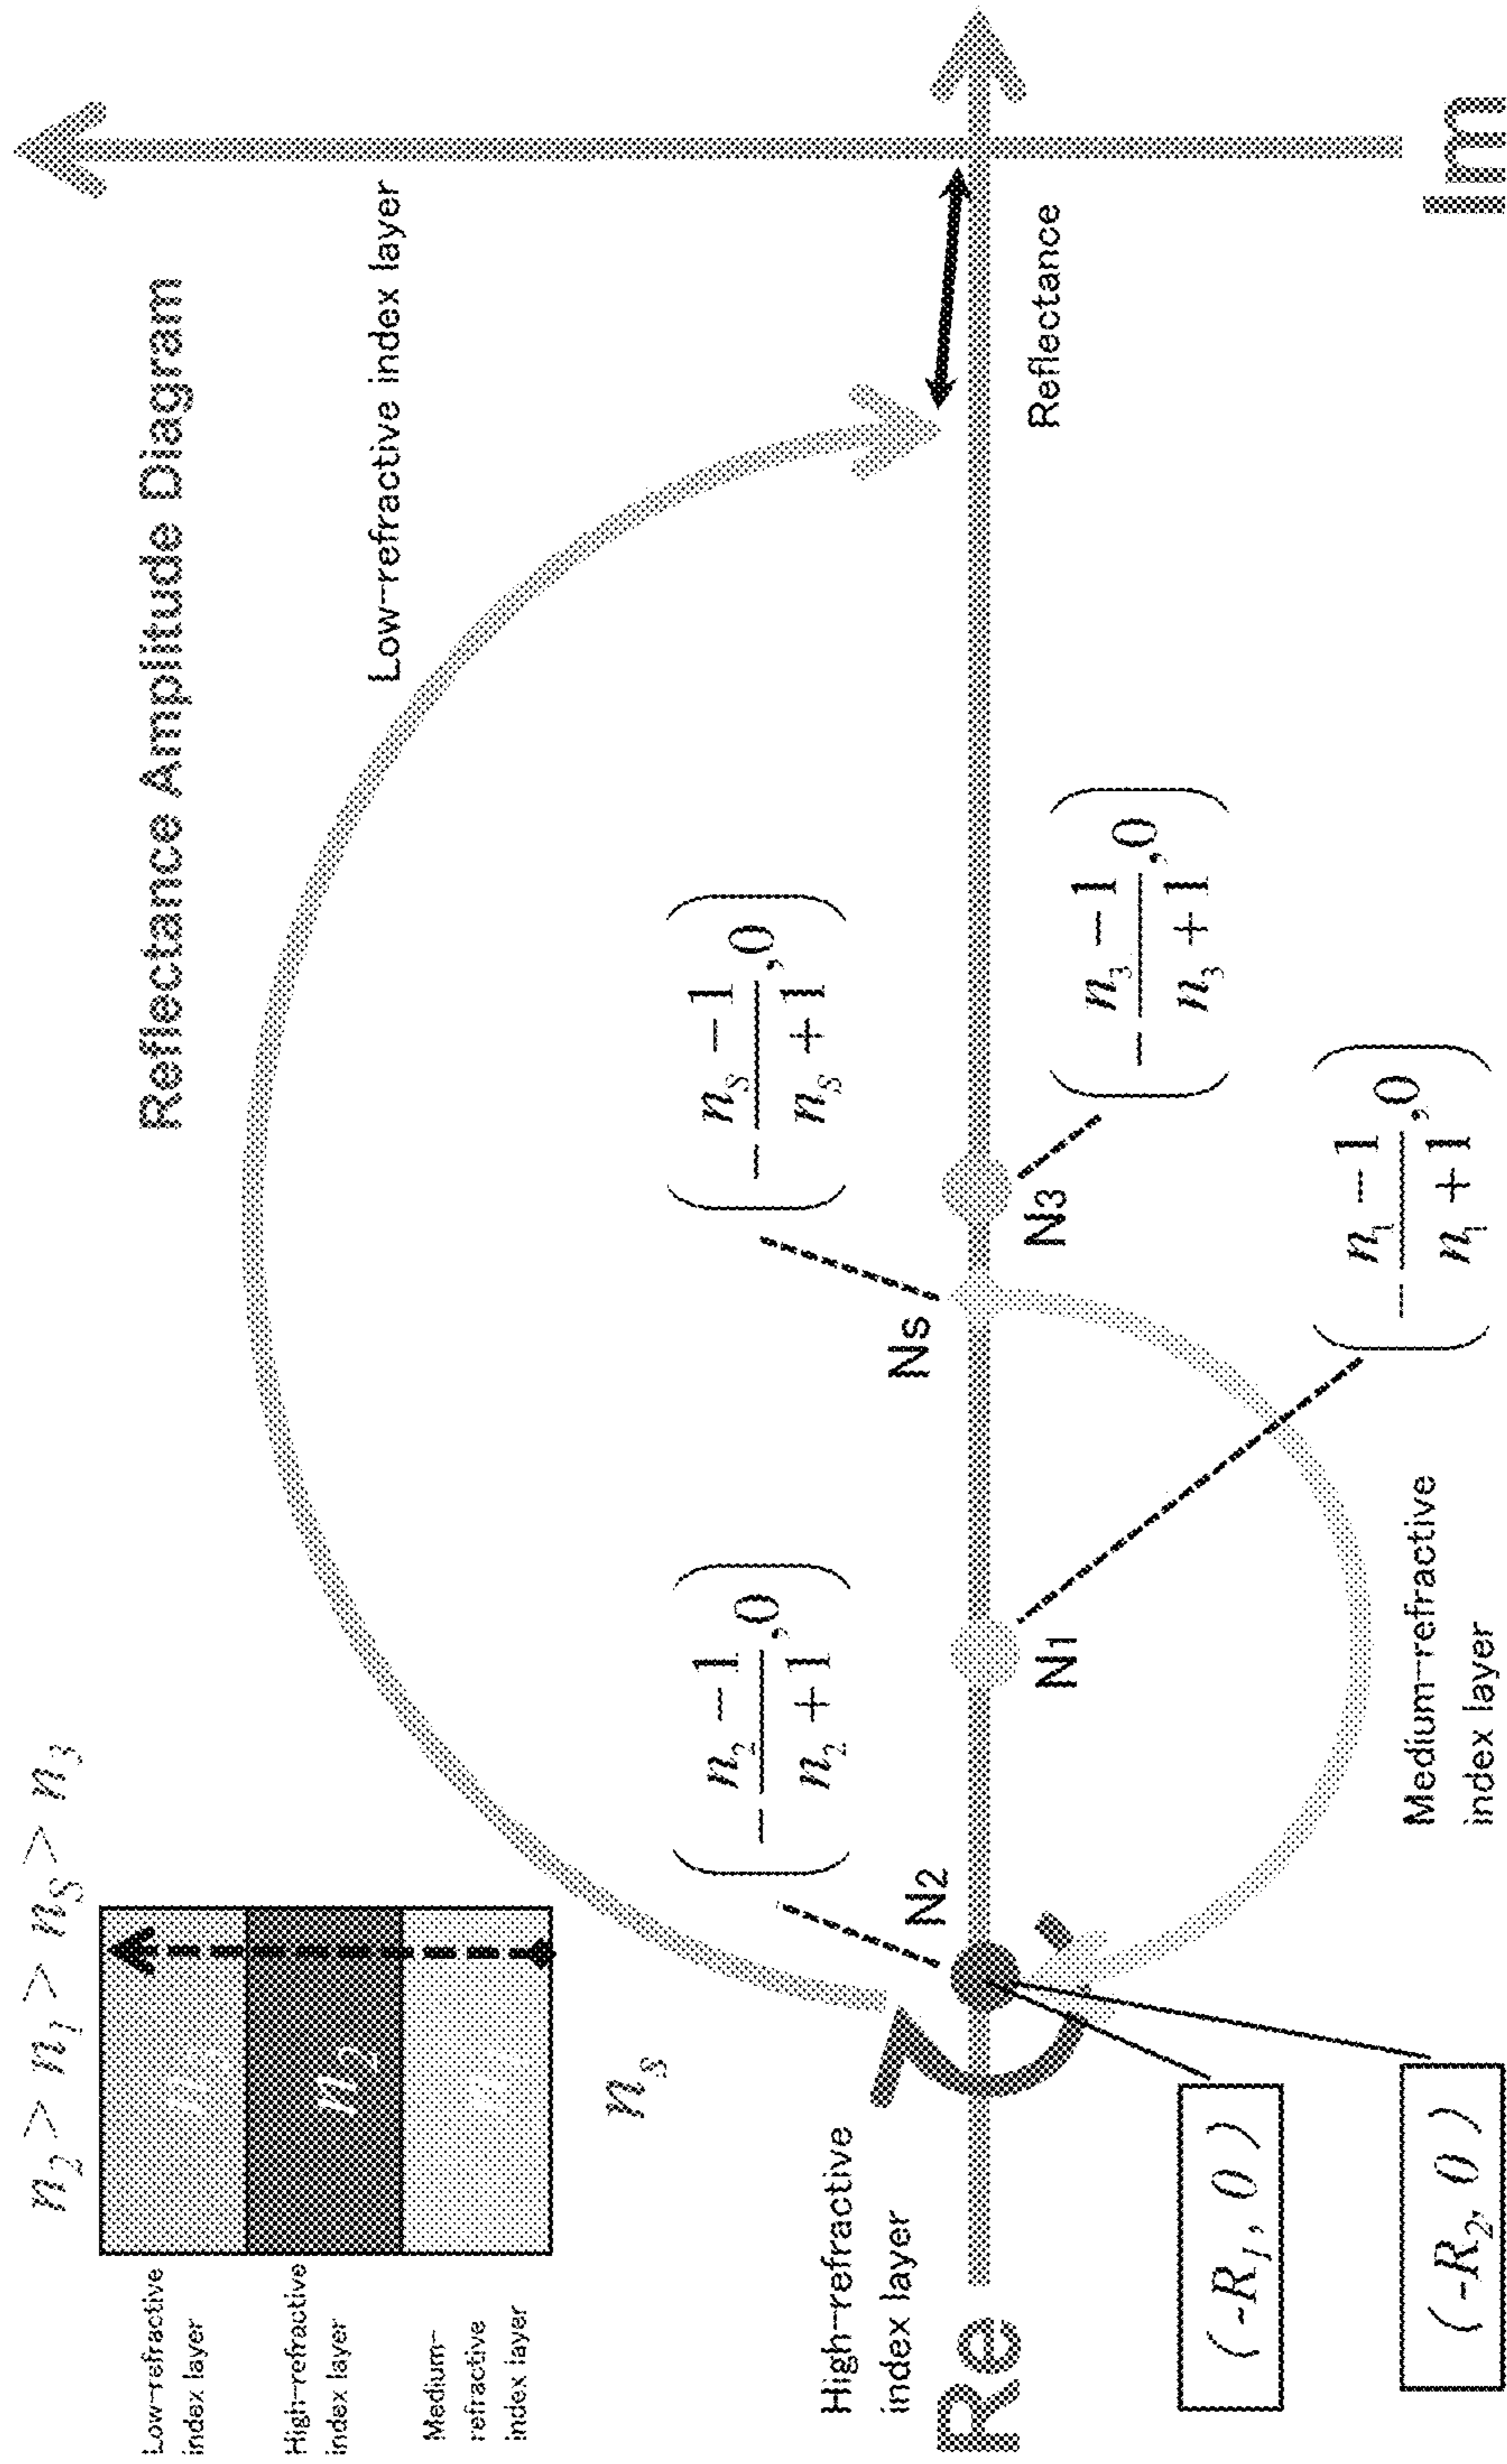 n₂ > n₁ > nₛ > n₃
Reflectance Amplitude Diagram
Low-refractive
index layer
High-refractive
index layer
n₂
Medium-
refractive
index layer
nₛ
Low-refractive index layer
(-(nₛ-1)/(nₛ+1),0)
(-(n₂-1)/(n₂+1),0)
High-refractive
index layer
N2
Ns
Re
N1
N3
Reflectance
(-(n₃-1)/(n₃+1),0)
(-R₁, 0)
(-(n₁-1)/(n₁+1),0)
Medium-refractive
index layer
(-R₂, 0)
Im